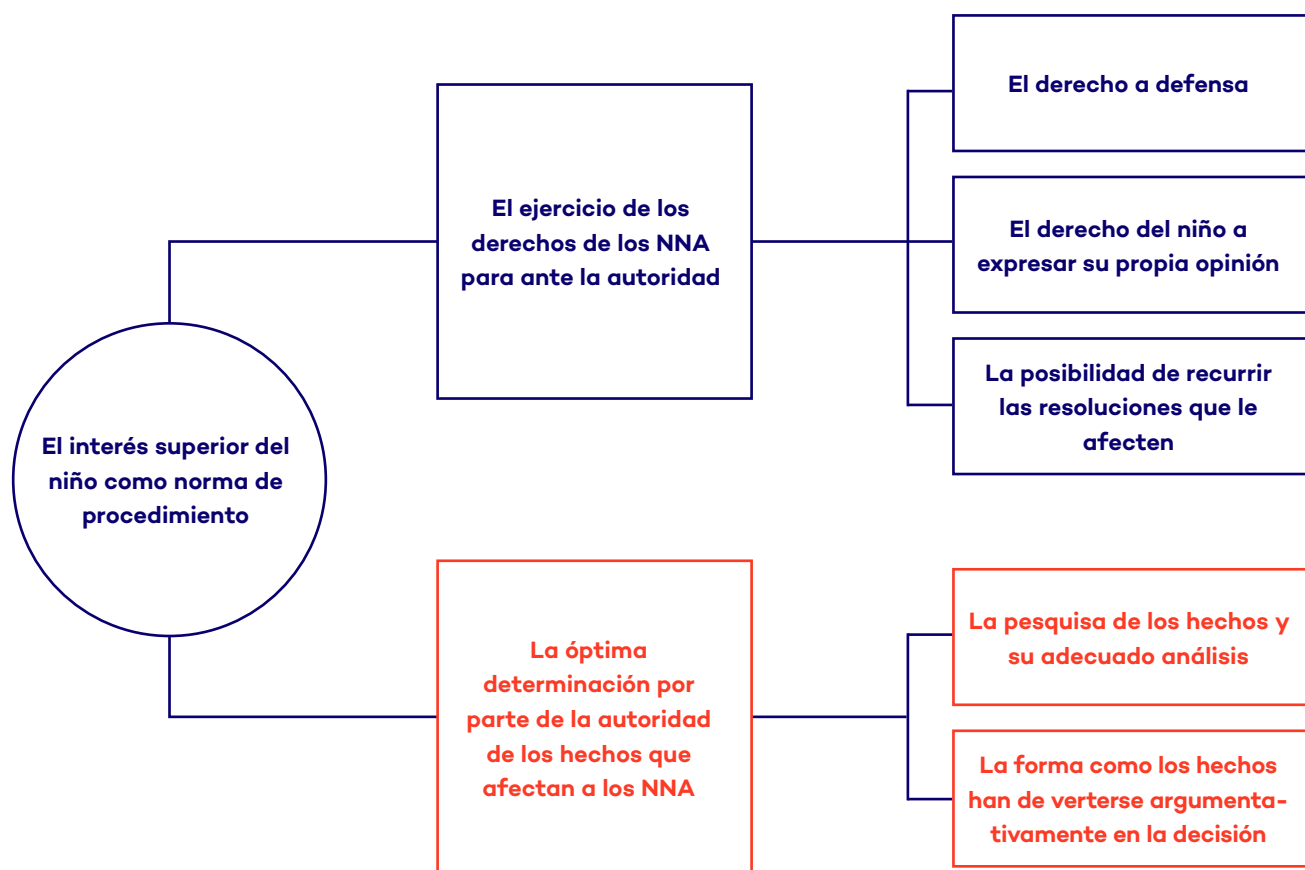 El interés superior del
niño como norma de
procedimiento
El ejercicio de los
derechos de los NNA
para ante la autoridad
El derecho a defensa
El derecho del niño a
expresar su propia opinión
La posibilidad de recurrir
las resoluciones que le
afecten
La óptima
determinación por
parte de la autoridad
de los hechos que
afectan a los NNA
La pesquisa de los hechos y
su adecuado análisis
La forma como los hechos
han de verterse argumenta-
tivamente en la decisión